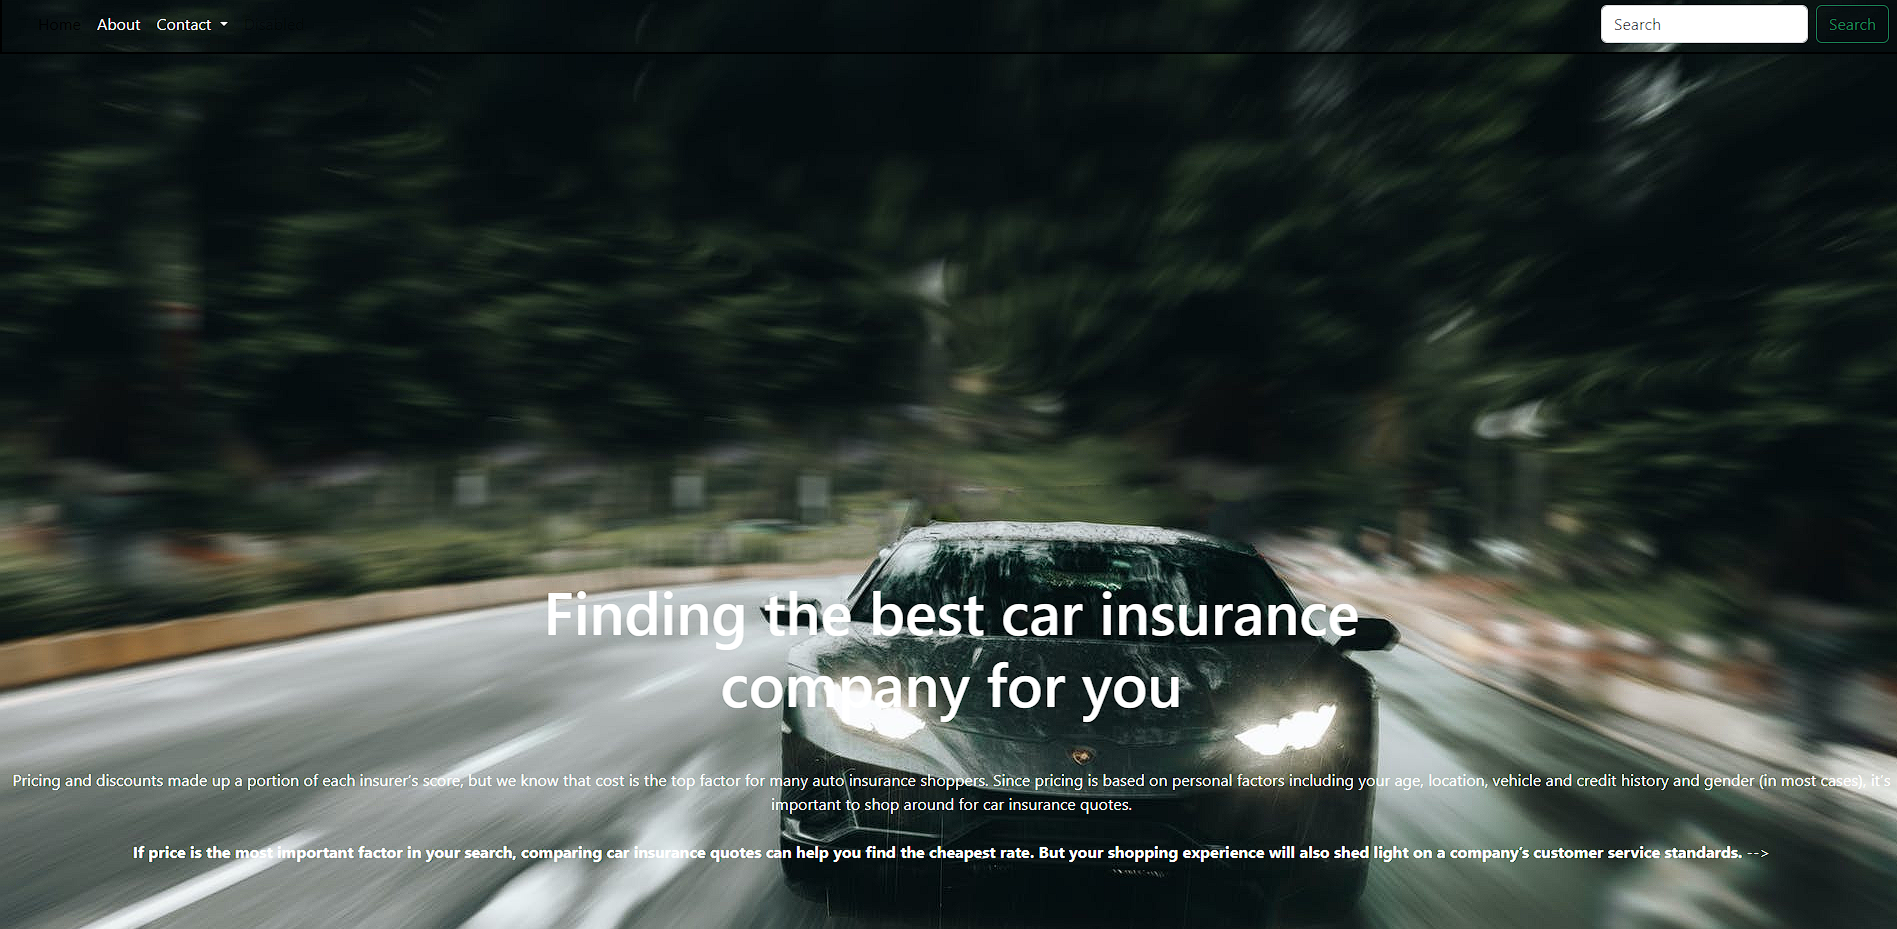 Home About Contact Disabled Search Search
Finding the best car insurance
company for you
Pricing and discounts made up a portion of each insurer's score, but we know that cost is the top factor for many auto insurance shoppers. Since pricing is based on personal factors including your age, location, vehicle and credit history and gender (in most cases), it's
important to shop around for car insurance quotes.
If price is the most important factor in your search, comparing car insurance quotes can help you find the cheapest rate. But your shopping experience will also shed light on a company's customer service standards. -->